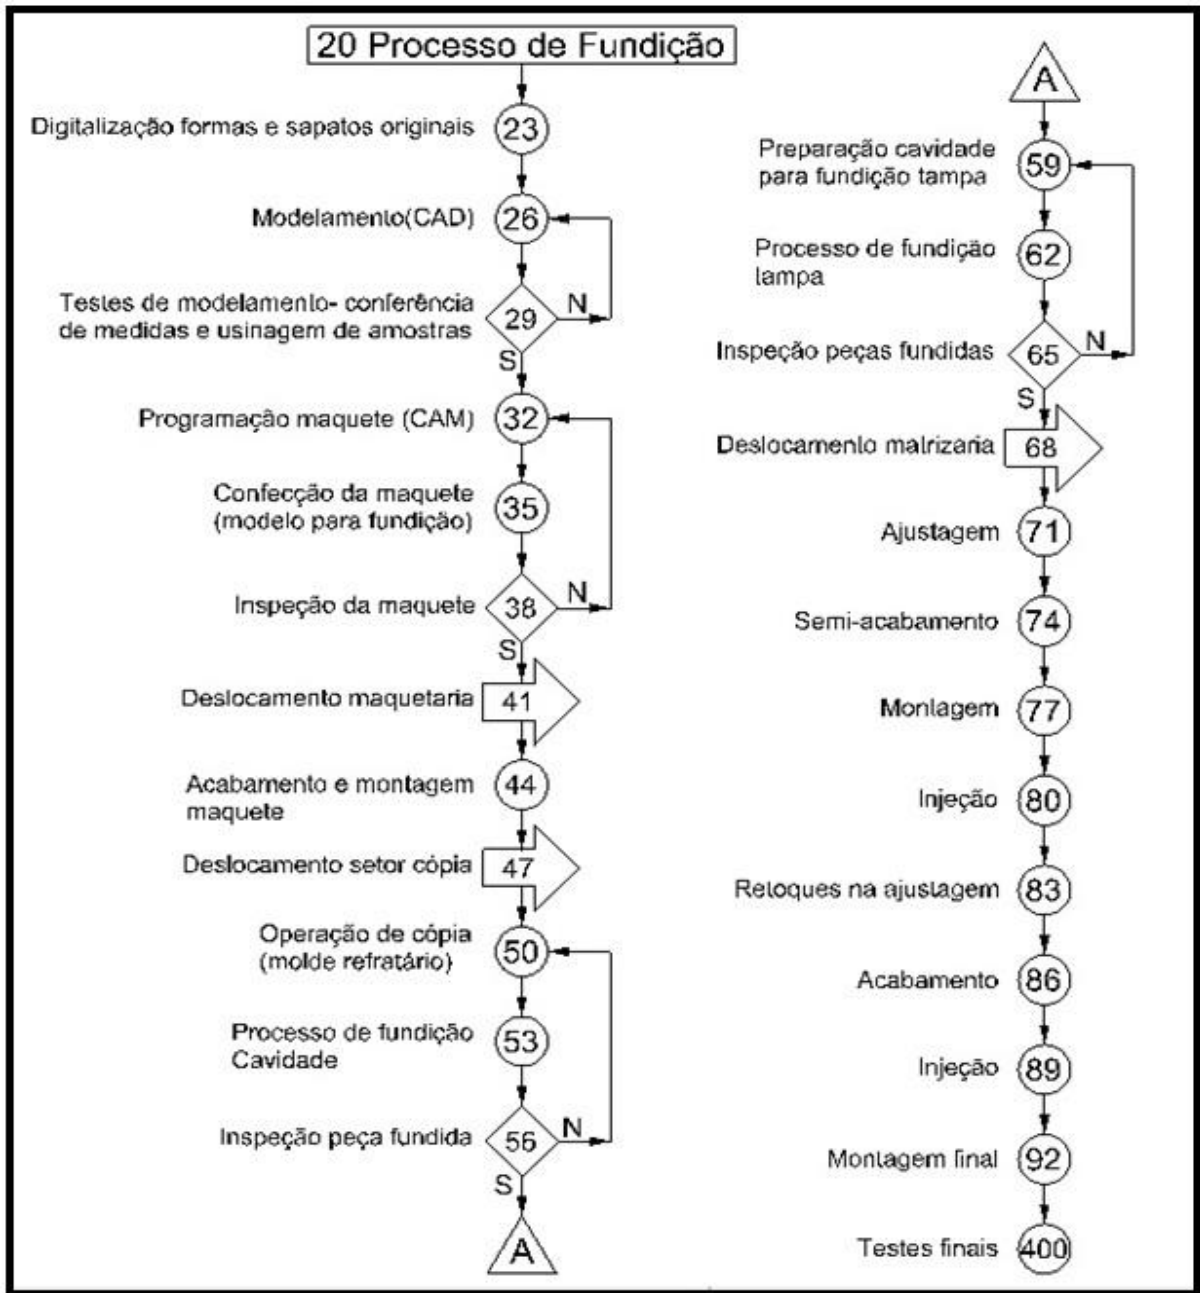 20 Processo de Fundição
Digitalização formas e sapatos originais
23
Modelamento(CAD)
26
Testes de modelamento- conferência
de medidas e usinagem de amostras
29
N
S
Programação maquete (CAM)
32
Confecção da maquete
(modelo para fundição)
35
Inspeção da maquete
38
N
S
Deslocamento maquetaria
41
Acabamento e montagem
maquete
44
Deslocamento setor cópia
47
Operação de cópia
(molde refratário)
50
Processo de fundição
Cavidade
53
Inspeção peça fundida
56
N
S
A
A
Preparação cavidade
para fundição tampa
59
Processo de fundição
tampa
62
Inspeção peças fundidas
65
N
S
Deslocamento matrizaria
68
Ajustagem
71
Semi-acabamento
74
Montagem
77
Injeção
80
Retoques na ajustagem
83
Acabamento
86
Injeção
89
Montagem final
92
Testes finais
400